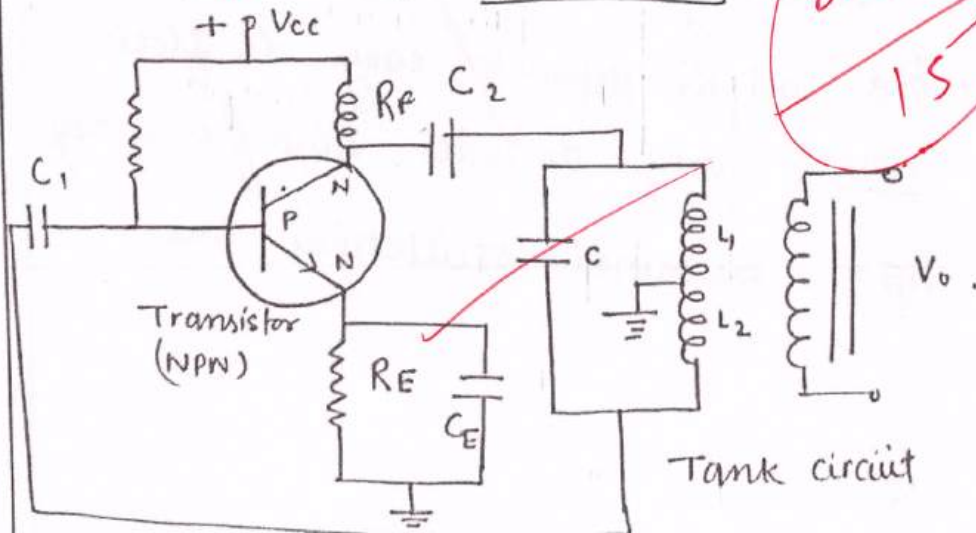 + P Vcc
RF
C2
C1
N
P
N
Transistor
(NPN)
RE
CE
C
L1
L2
Vo.
Tank circuit
15